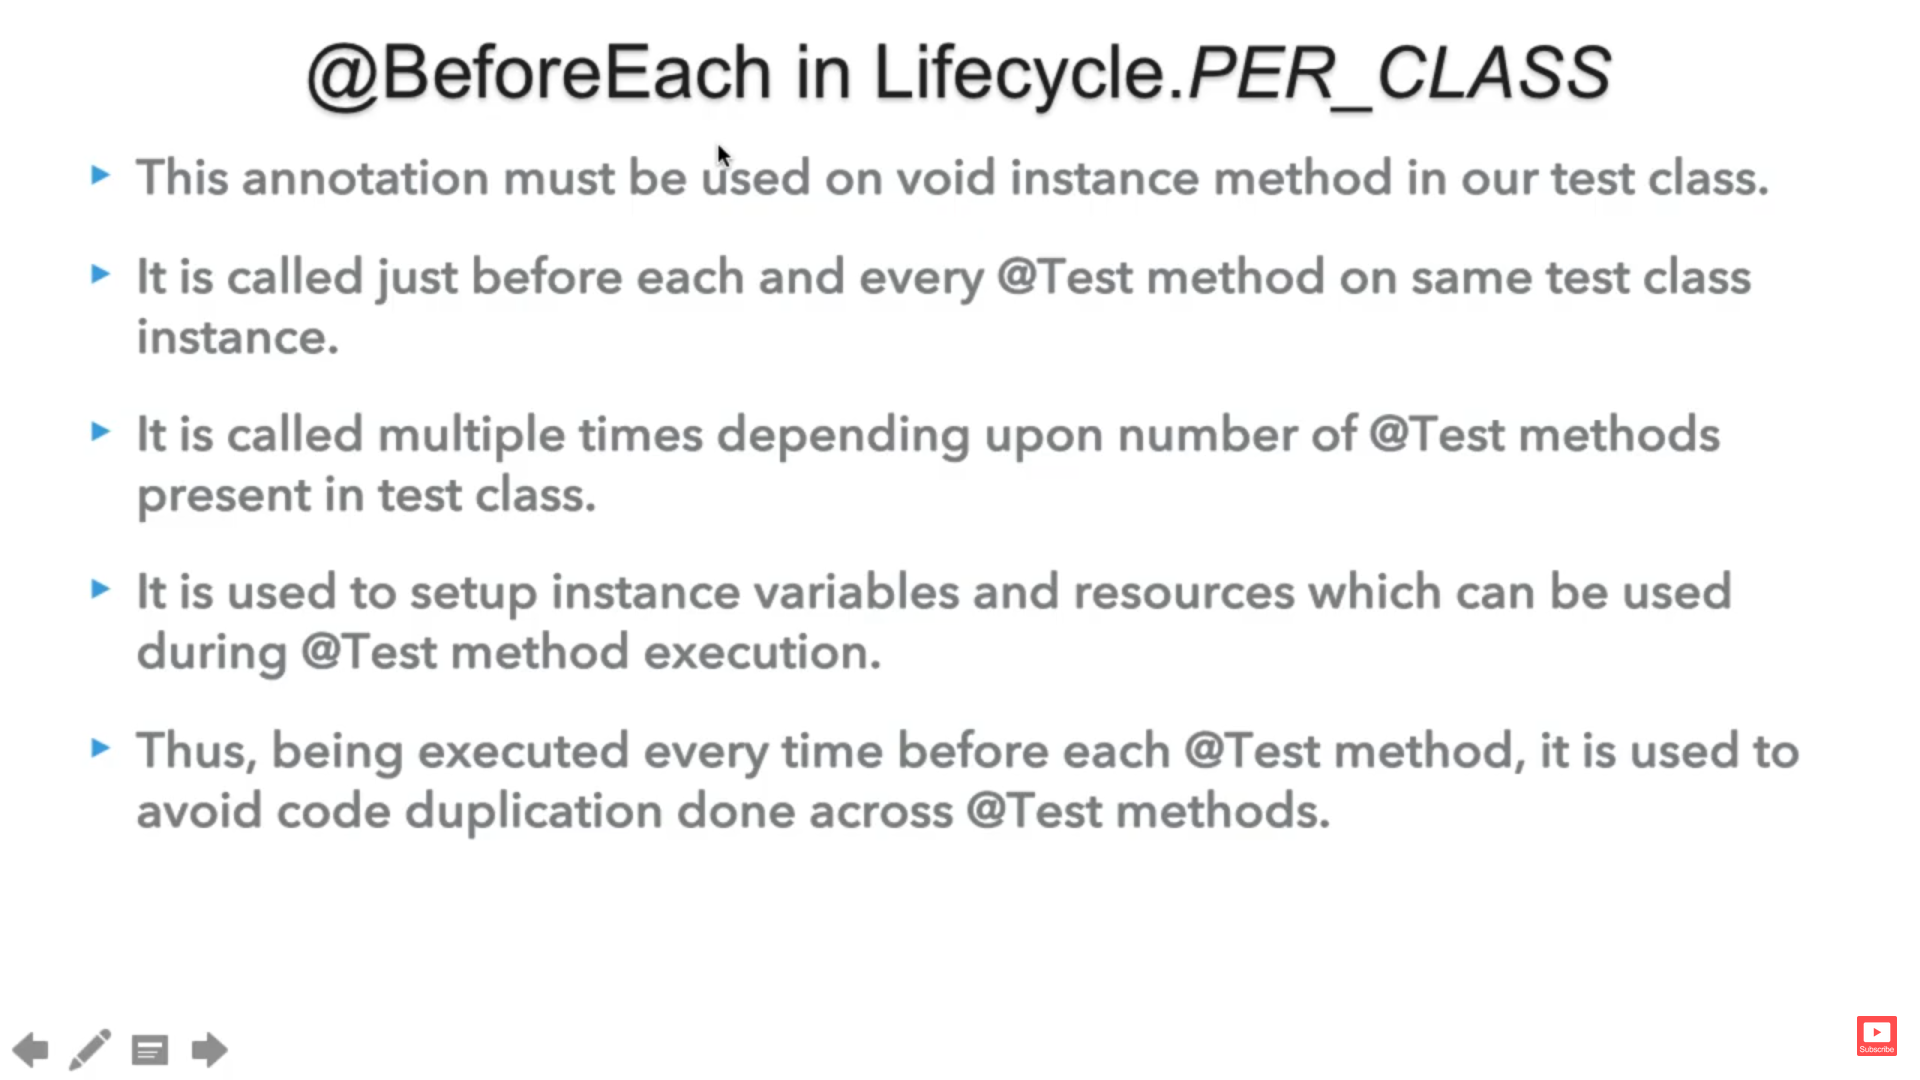 @BeforeEach in Lifecycle.PER_CLASS
This annotation must be used on void instance method in our test class.
It is called just before each and every @Test method on same test class
instance.
It is called multiple times depending upon number of @Test methods
present in test class.
It is used to setup instance variables and resources which can be used
during @Test method execution.
Thus, being executed every time before each @Test method, it is used to
avoid code duplication done across @Test methods.
Subscribe